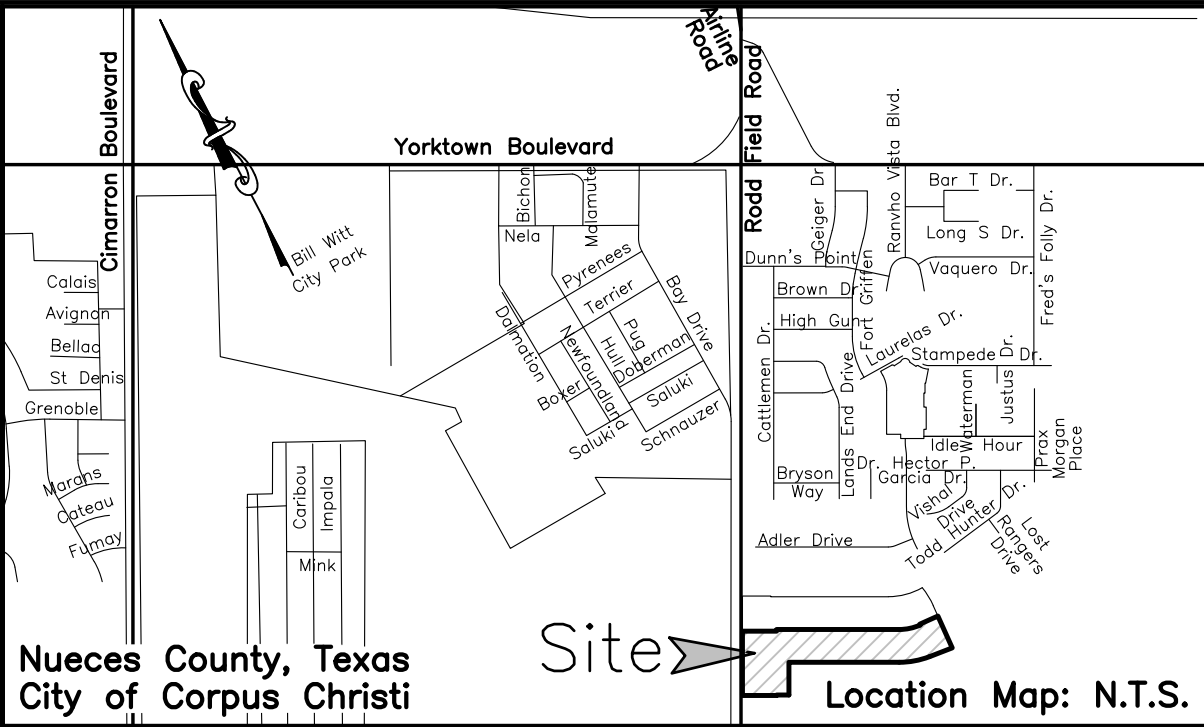 Airline
Road
Cimarron Boulevard
Yorktown Boulevard
Rodd Field Road
Bill Witt
City Park
Calais
Avignon
Bellac
St Denis
Grenoble
Marans
Cateau
Fumay
Caribou
Impala
Mink
Bichon
Malamute
Nela
Pyrenees
Terrier
Bay Drive
Dalmation
Newfoundland
Hull
Pug
Doberman
Boxer
Saluki
Saluki
Schnauzer
Geiger Dr
Ranvho Vista Blvd.
Bar T Dr.
Long S Dr.
Vaquero Dr.
Fred's Folly Dr.
Dunn's Point
Brown Dr.
High Gun
Fort Griffen
Laurelas Dr.
Stampede Dr.
Cattlemen Dr.
Lands End Drive
Waterman
Justus Dr.
Idle Hour
Prax
Morgan
Place
Bryson
Way
Dr. Hector P.
Garcia Dr.
Vishal
Drive
Todd Hunter Dr.
Lost
Rangers
Drive
Adler Drive
Site
Nueces County, Texas
City of Corpus Christi
Location Map: N.T.S.